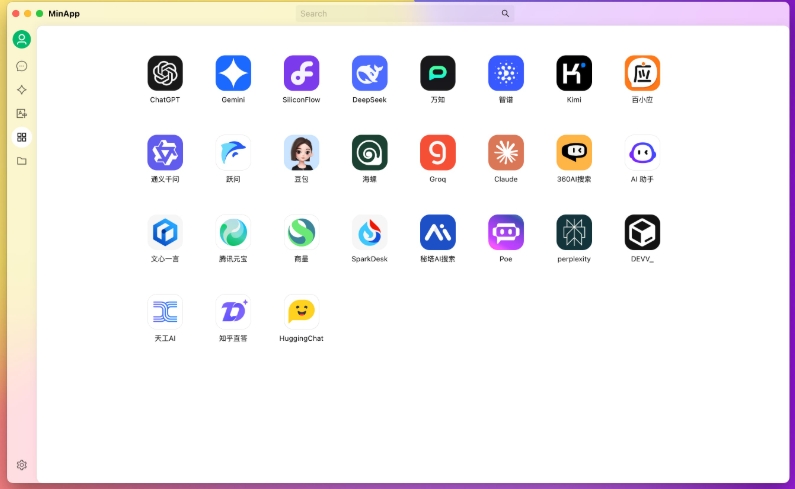 MinApp
Search
ChatGPT
Gemini
SiliconFlow
DeepSeek
万知
智谱
Kimi
百小应
通义千问
跃问
豆包
海螺
Groq
Claude
360AI搜索
AI 助手
文心一言
腾讯元宝
商量
SparkDesk
秘塔AI搜索
Poe
perplexity
DEVV_
天工AI
知乎直答
HuggingChat